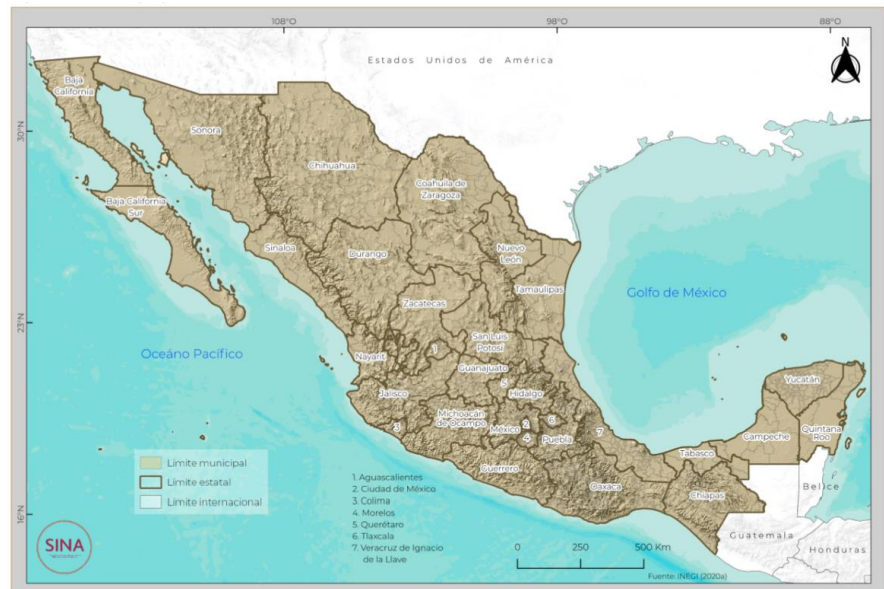 108°O
98°O
88°O
Estados Unidos de América
N
Baja
California
30°N
Sonora
Chihuahua
Coahuila de
Zaragoza
Baja California
Sur
Sinaloa
Durango
Nuevo
León
Tamaulipas
Golfo de México
Zacatecas
23°N
San Luis
Potosí
Océano Pacífico
Nayarit
1
Guanajuato
Yucatán
5
Hidalgo
Jalisco
Michoacán
de Ocampo
México
2
4
6
Puebla
7
3
Campeche
Quintana
Roo
Tabasco
Guerrero
Oaxaca
Chiapas
Belice
Guatemala
Honduras
16°N
Límite municipal
Límite estatal
Límite internacional
1. Aguascalientes
2. Ciudad de México
3. Colima
4. Morelos
5. Querétaro
6. Tlaxcala
7. Veracruz de Ignacio
de la Llave
SINA
0 250 500 Km
Fuente: INEGI (2020a)